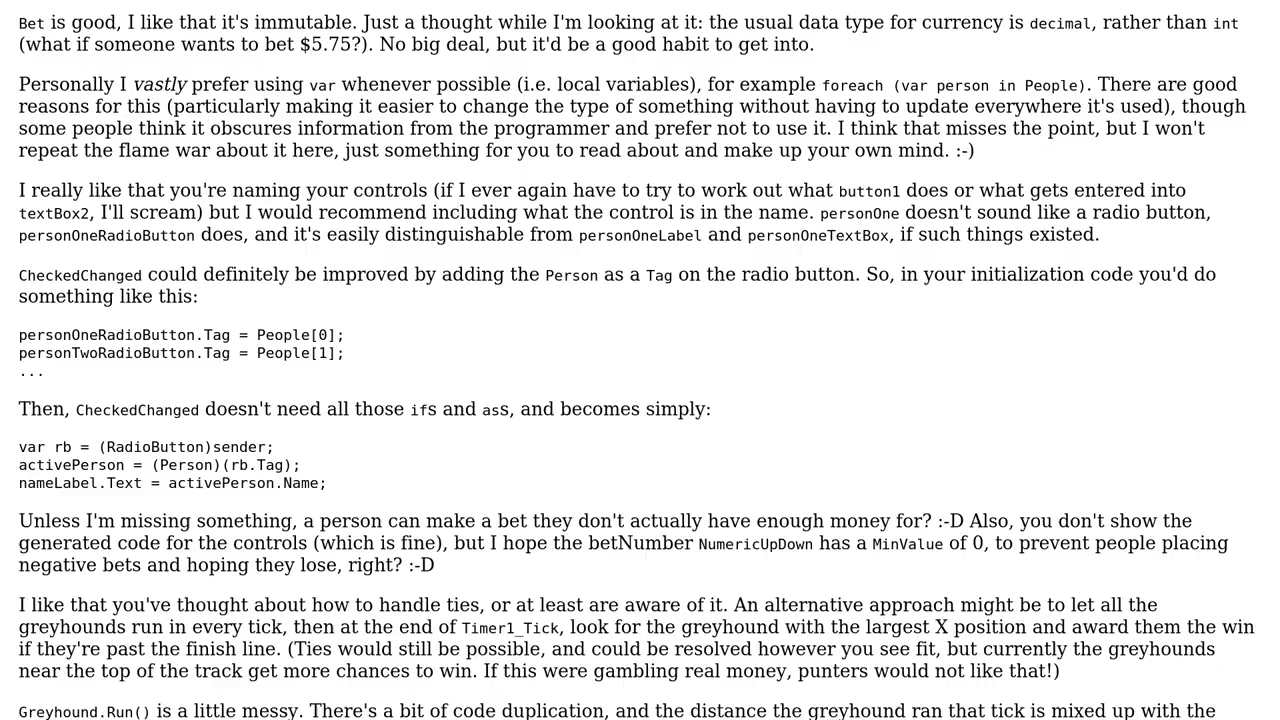 Bet is good, I like that it's immutable. Just a thought while I'm looking at it: the usual data type for currency is decimal, rather than int
(what if someone wants to bet $5.75?). No big deal, but it'd be a good habit to get into.
Personally I vastly prefer using var whenever possible (i.e. local variables), for example foreach (var person in People). There are good
reasons for this (particularly making it easier to change the type of something without having to update everywhere it's used), though
some people think it obscures information from the programmer and prefer not to use it. I think that misses the point, but I won't
repeat the flame war about it here, just something for you to read about and make up your own mind. :-)
I really like that you're naming your controls (if I ever again have to try to work out what button1 does or what gets entered into
textBox2, I'll scream) but I would recommend including what the control is in the name. personOne doesn't sound like a radio button,
personOneRadioButton does, and it's easily distinguishable from personOneLabel and personOneTextBox, if such things existed.
CheckedChanged could definitely be improved by adding the Person as a Tag on the radio button. So, in your initialization code you'd do
something like this:
personOneRadioButton.Tag = People[0];
personTwoRadioButton.Tag = People[1];
...
Then, CheckedChanged doesn't need all those ifs and ass, and becomes simply:
var rb = (RadioButton)sender;
activePerson = (Person)(rb.Tag);
nameLabel.Text = activePerson.Name;
Unless I'm missing something, a person can make a bet they don't actually have enough money for? :-D Also, you don't show the
generated code for the controls (which is fine), but I hope the betNumber NumericUpDown has a MinValue of 0, to prevent people placing
negative bets and hoping they lose, right? :-D
I like that you've thought about how to handle ties, or at least are aware of it. An alternative approach might be to let all the
greyhounds run in every tick, then at the end of Timer1_Tick, look for the greyhound with the largest X position and award them the win
if they're past the finish line. (Ties would still be possible, and could be resolved however you see fit, but currently the greyhounds
near the top of the track get more chances to win. If this were gambling real money, punters would not like that!)
Greyhound.Run() is a little messy. There's a bit of code duplication, and the distance the greyhound ran that tick is mixed up with the